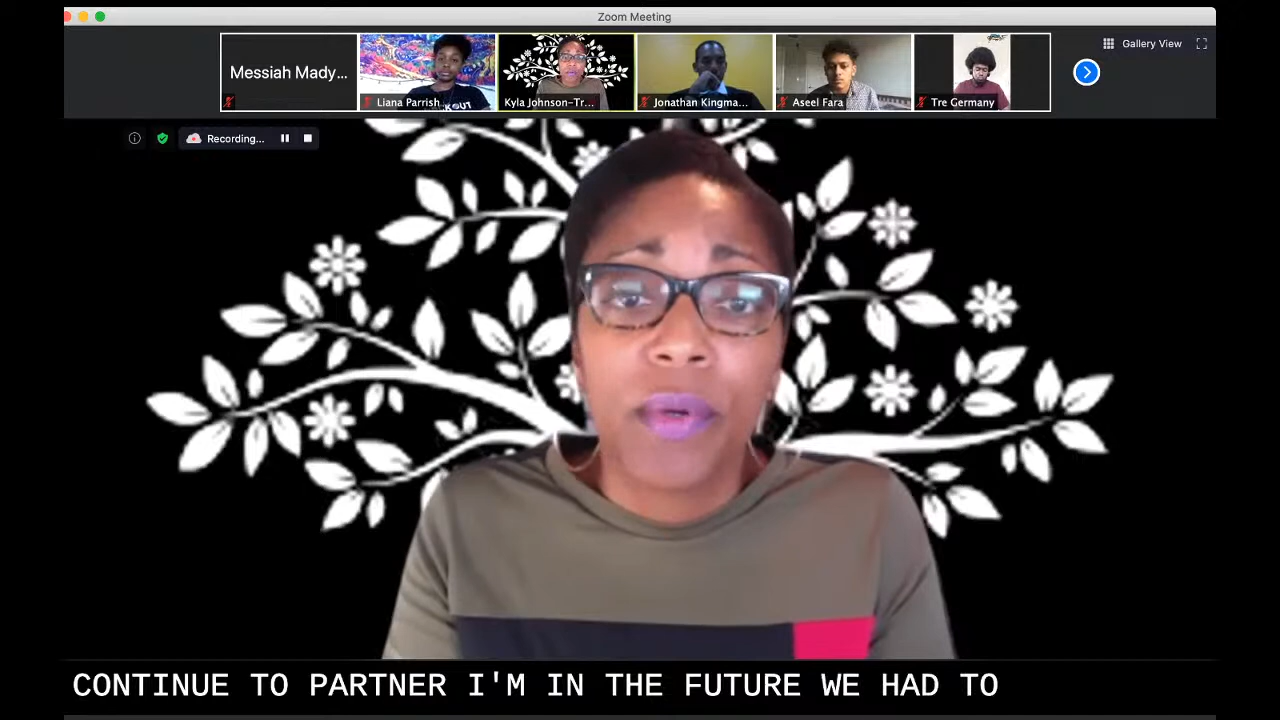 Zoom Meeting
Messiah Mady...
Liana Parrish
KOUT
Kyla Johnson-Tr...
Jonathan Kingma...
Aseel Fara
Tre Germany
Gallery View
Recording...
CONTINUE TO PARTNER I'M IN THE FUTURE WE HAD TO